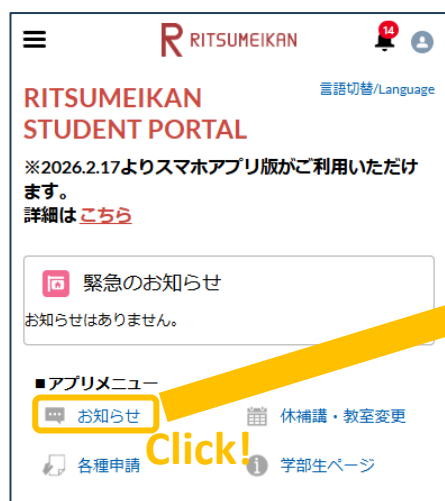 RITSUMEIKAN
14
言語切替/Language
RITSUMEIKAN
STUDENT PORTAL
※2026.2.17よりスマホアプリ版がご利用いただけ
ます。
詳細は こちら
緊急のお知らせ
お知らせはありません。
■アプリメニュー
お知らせ
休補講・教室変更
Click!
各種申請
学部生ページ